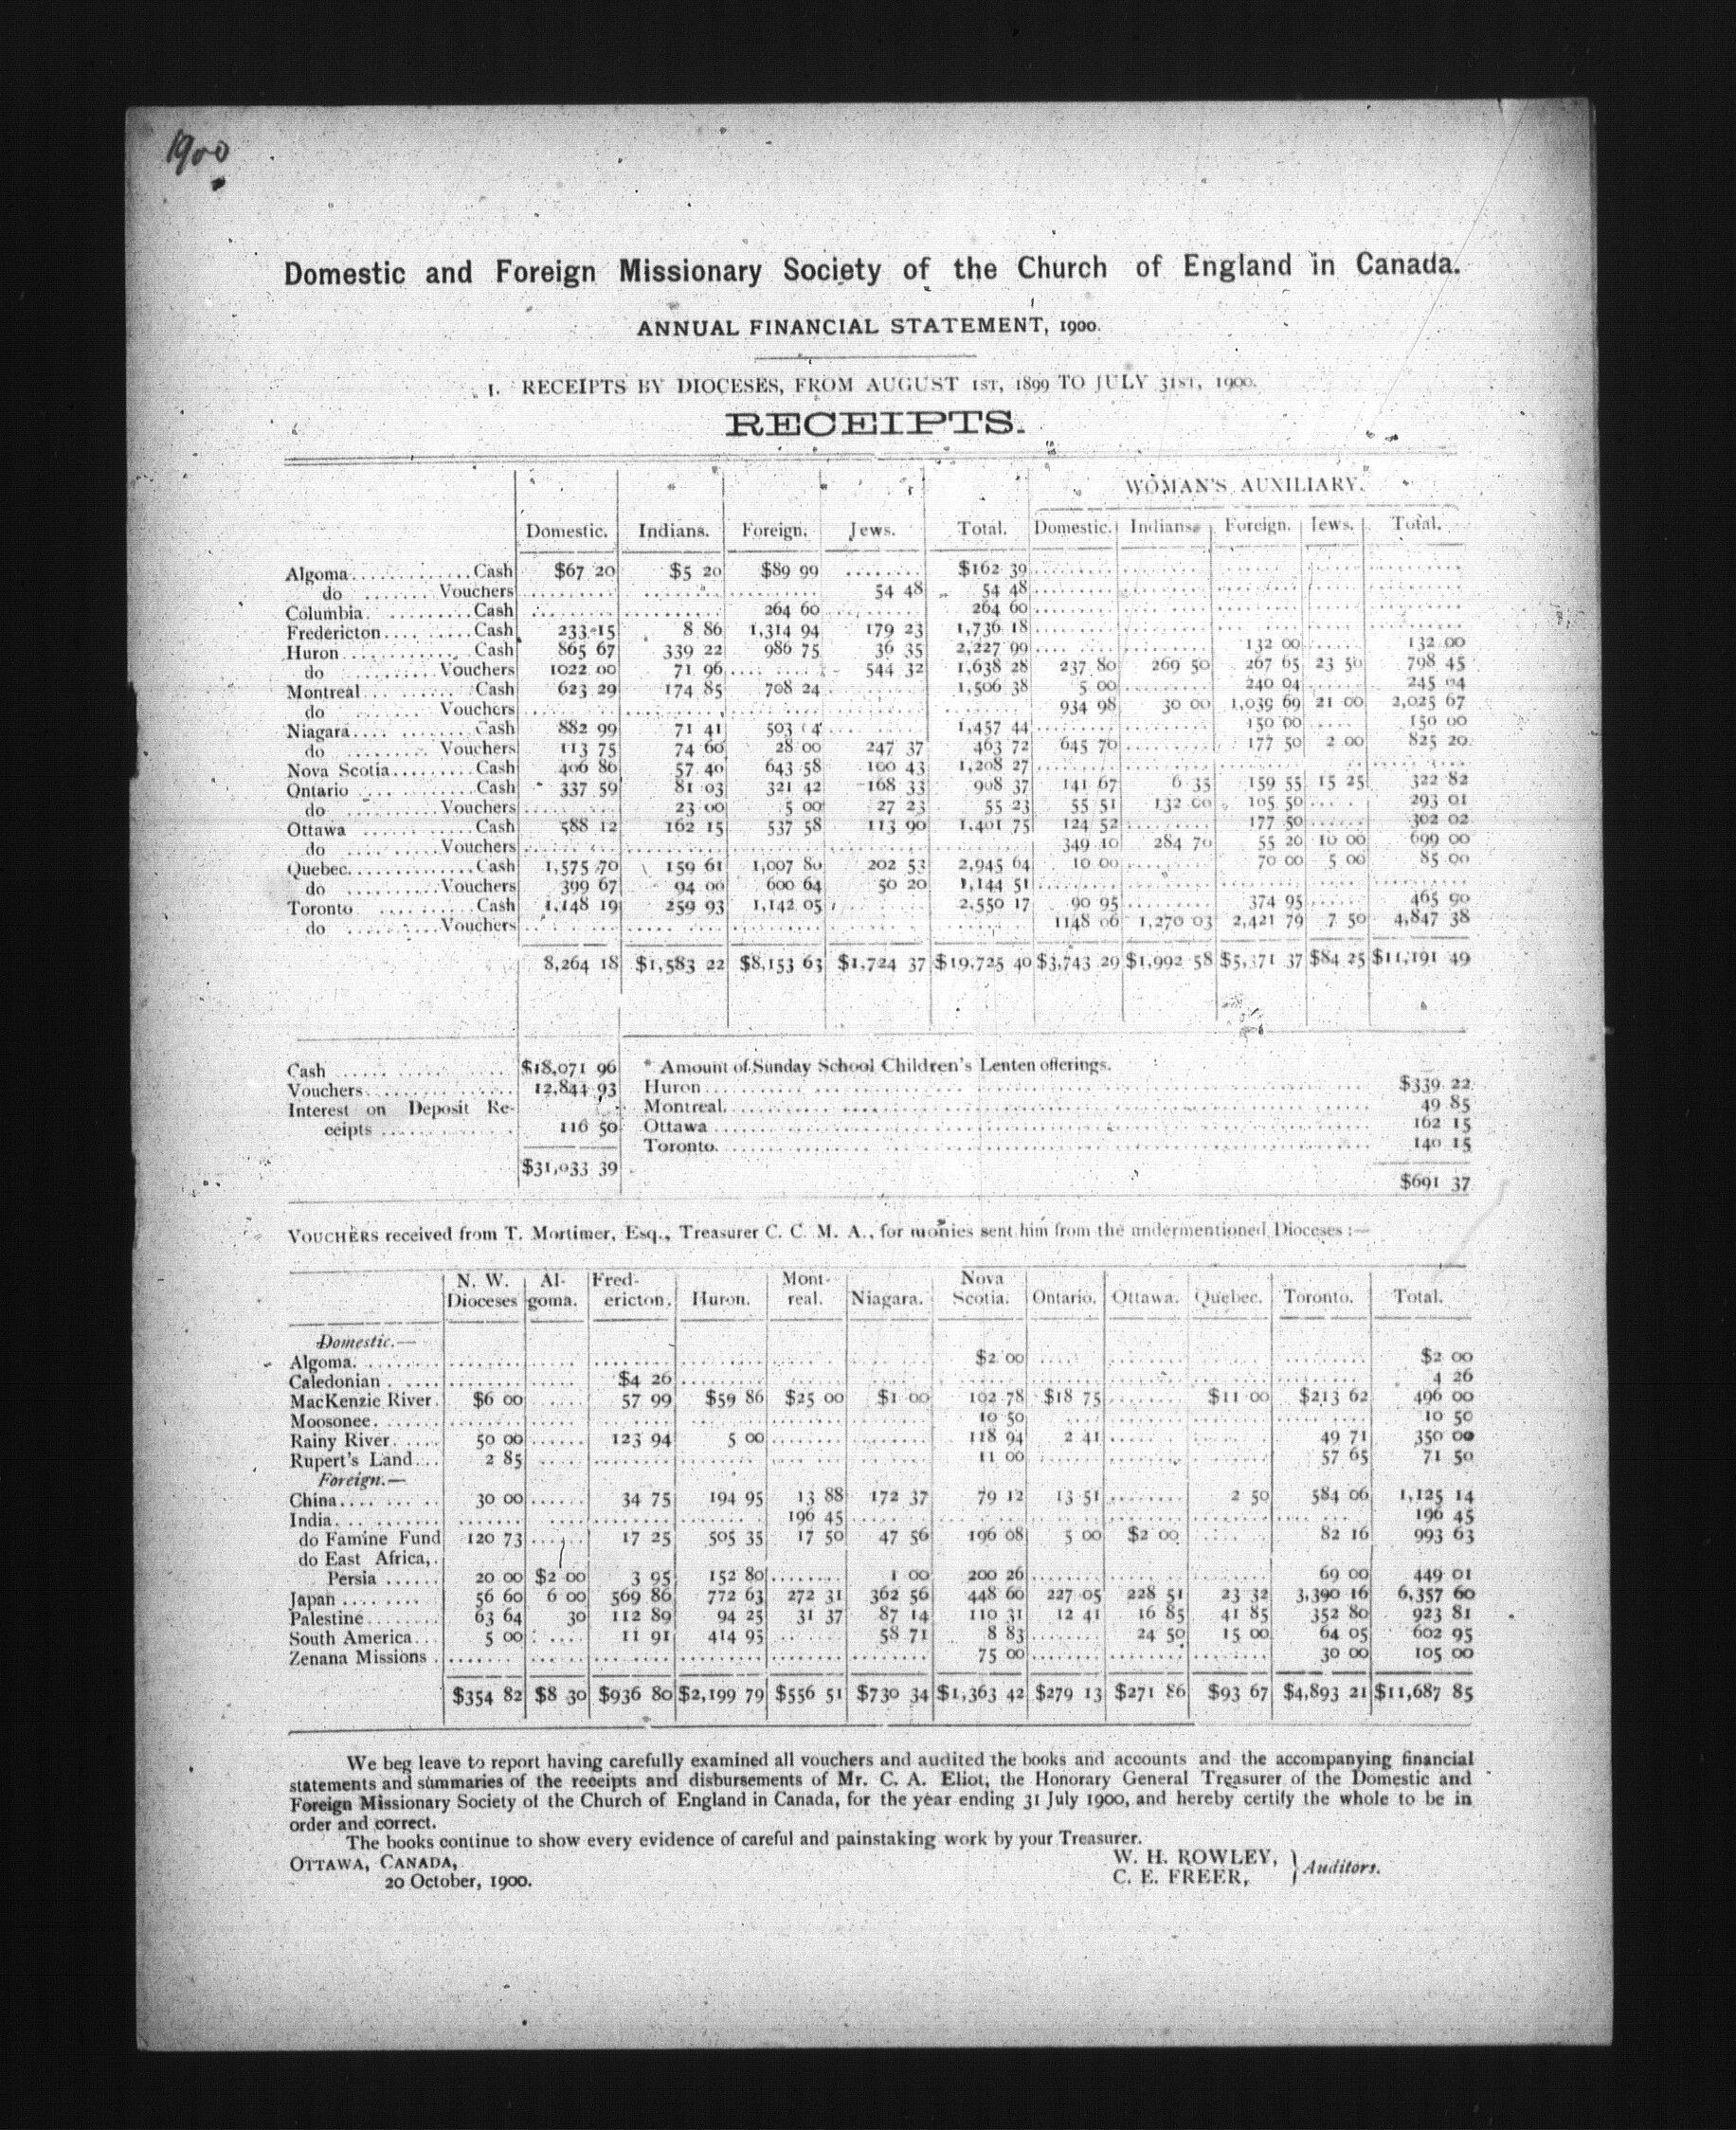 1900
Domestic and Foreign Missionary Society of the Church of England in Canada.
ANNUAL FINANCIAL STATEMENT, 1900.
1. RECEIPTS BY DIOCESES, FROM AUGUST 1ST, 1899 TO JULY 31ST, 1900.
RECEIPTS.
WOMAN'S AUXILIARY.
Domestic. Indians. Foreign. Jews. Total. Domestic. Indians. Foreign. Jews. Total.
Algoma Cash $67 20 $5 20 $89 99 $162 39
do Vouchers 54 48 54 48
Columbia Cash 264 60 264 60
Fredericton Cash 233 15 8 86 1,314 94 179 23 1,736 18
Huron Cash 865 67 339 22 986 75 36 35 2,227 99 132 00 132 00
do Vouchers 1022 00 71 96 544 32 1,638 28 237 80 269 50 267 65 23 50 798 45
Montreal Cash 623 29 174 85 708 24 1,506 38 5 00 240 04 245 04
do Vouchers 934 98 30 00 1,039 69 21 00 2,025 67
Niagara Cash 882 99 71 41 503 04 1,457 44 150 00 150 00
do Vouchers 113 75 74 60 28 00 247 37 463 72 645 70 177 50 2 00 825 20
Nova Scotia Cash 406 86 57 40 643 58 100 43 1,208 27
Ontario Cash 337 59 81 03 321 42 168 33 908 37 141 67 6 35 159 55 15 25 322 82
do Vouchers 23 00 5 00 27 23 55 23 55 51 132 00 105 50 293 01
Ottawa Cash 588 12 162 15 537 58 113 90 1,401 75 124 52 177 50 302 02
do Vouchers 349 10 284 70 55 20 10 00 699 00
Quebec Cash 1,575 70 159 61 1,007 80 202 53 2,945 64 10 00 70 00 5 00 85 00
do Vouchers 399 67 94 00 600 64 50 20 1,144 51
Toronto Cash 1,148 19 259 93 1,142 05 2,550 17 90 95 374 95 465 90
do Vouchers 1148 06 1,270 03 2,421 79 7 50 4,847 38
8,264 18 $1,583 22 $8,153 63 $1,724 37 $19,725 40 $3,743 29 $1,992 58 $5,371 37 $84 25 $11,191 49
Cash $18,071 96
Vouchers 12,844 93
Interest on Deposit Re-
ceipts 116 50
$31,033 39
* Amount of Sunday School Children's Lenten offerings.
Huron $339 22
Montreal 49 85
Ottawa 162 15
Toronto 140 15
$691 37
VOUCHERS received from T. Mortimer, Esq., Treasurer C. C. M. A., for monies sent him from the undermentioned Dioceses :—
N. W. Dioceses Al-goma. Fred-ericton. Huron. Mont-real. Niagara. Nova Scotia. Ontario. Ottawa. Quebec. Toronto. Total.
Domestic.—
Algoma $2 00 $2 00
Caledonian $4 26 4 26
MacKenzie River $6 00 57 99 $59 86 $25 00 $1 00 102 78 $18 75 $11 00 $213 62 496 00
Moosonee 10 50 10 50
Rainy River 50 00 123 94 5 00 118 94 2 41 49 71 350 00
Rupert's Land 2 85 11 00 57 65 71 50
Foreign.—
China 30 00 34 75 194 95 13 88 172 37 79 12 13 51 2 50 584 06 1,125 14
India 196 45 196 45
do Famine Fund 120 73 17 25 505 35 17 50 47 56 196 08 5 00 $2 00 82 16 993 63
do East Africa,
Persia 20 00 $2 00 3 95 152 80 1 00 200 26 69 00 449 01
Japan 56 60 6 00 569 86 772 63 272 31 362 56 448 60 227 05 228 51 23 32 3,390 16 6,357 60
Palestine 63 64 30 112 89 94 25 31 37 87 14 110 31 12 41 16 85 41 85 352 80 923 81
South America 5 00 11 91 414 95 58 71 8 83 24 50 15 00 64 05 602 95
Zenana Missions 75 00 30 00 105 00
$354 82 $8 30 $936 80 $2,199 79 $556 51 $730 34 $1,363 42 $279 13 $271 86 $93 67 $4,893 21 $11,687 85
We beg leave to report having carefully examined all vouchers and audited the books and accounts and the accompanying financial
statements and summaries of the receipts and disbursements of Mr. C. A. Eliot, the Honorary General Treasurer of the Domestic and
Foreign Missionary Society of the Church of England in Canada, for the year ending 31 July 1900, and hereby certify the whole to be in
order and correct.
The books continue to show every evidence of careful and painstaking work by your Treasurer.
OTTAWA, CANADA,
20 October, 1900.
W. H. ROWLEY,
C. E. FREER, } Auditors.